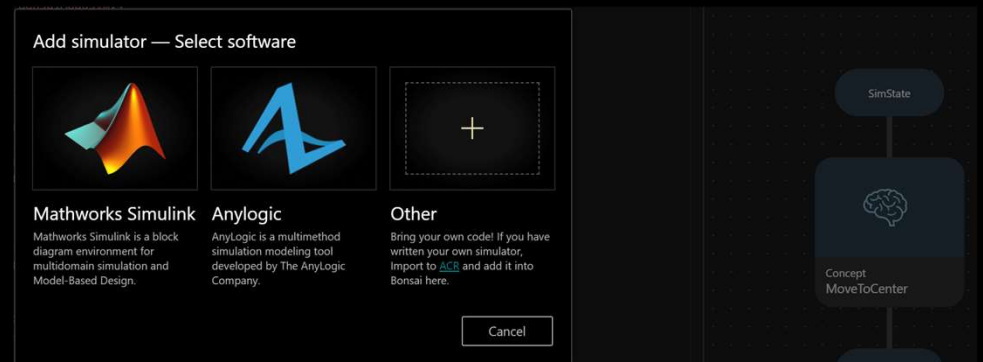 Add simulator — Select software
Mathworks Simulink
Mathworks Simulink is a block
diagram environment for
multidomain simulation and
Model-Based Design.
Anylogic
AnyLogic is a multimethod
simulation modeling tool
developed by The AnyLogic
Company.
Other
Bring your own code! If you have
written your own simulator,
Import to ACR and add it into
Bonsai here.
Cancel
SimState
Concept
MoveToCenter